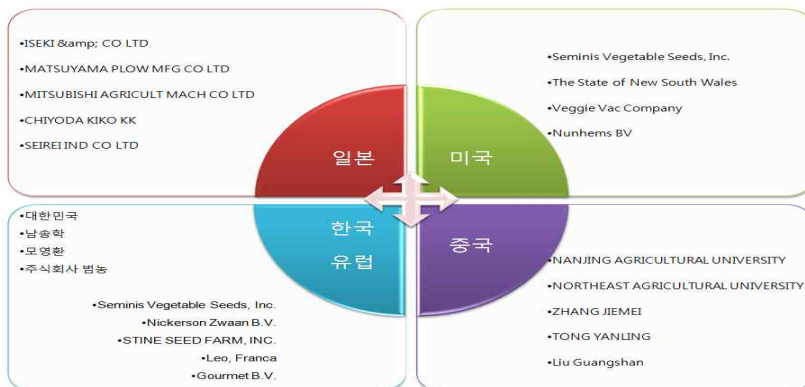 •ISEKI &amp; CO LTD
•MATSUYAMA PLOW MFG CO LTD
•MITSUBISHI AGRICULT MACH CO LTD
•CHIYODA KIKO KK
•SEIREI IND CO LTD
일본
•Seminis Vegetable Seeds, Inc.
•The State of New South Wales
•Veggie Vac Company
•Nunhems BV
미국
•대한민국
•남송학
•모영환
•주식회사 범농
한국
유럽
•Seminis Vegetable Seeds, Inc.
•Nickerson Zwaan B.V.
•STINE SEED FARM, INC.
•Leo, Franca
•Gourmet B.V.
중국
•NANJING AGRICULTURAL UNIVERSITY
•NORTHEAST AGRICULTURAL UNIVERSITY
•ZHANG JIEMEI
•TONG YANLING
•Liu Guangshan